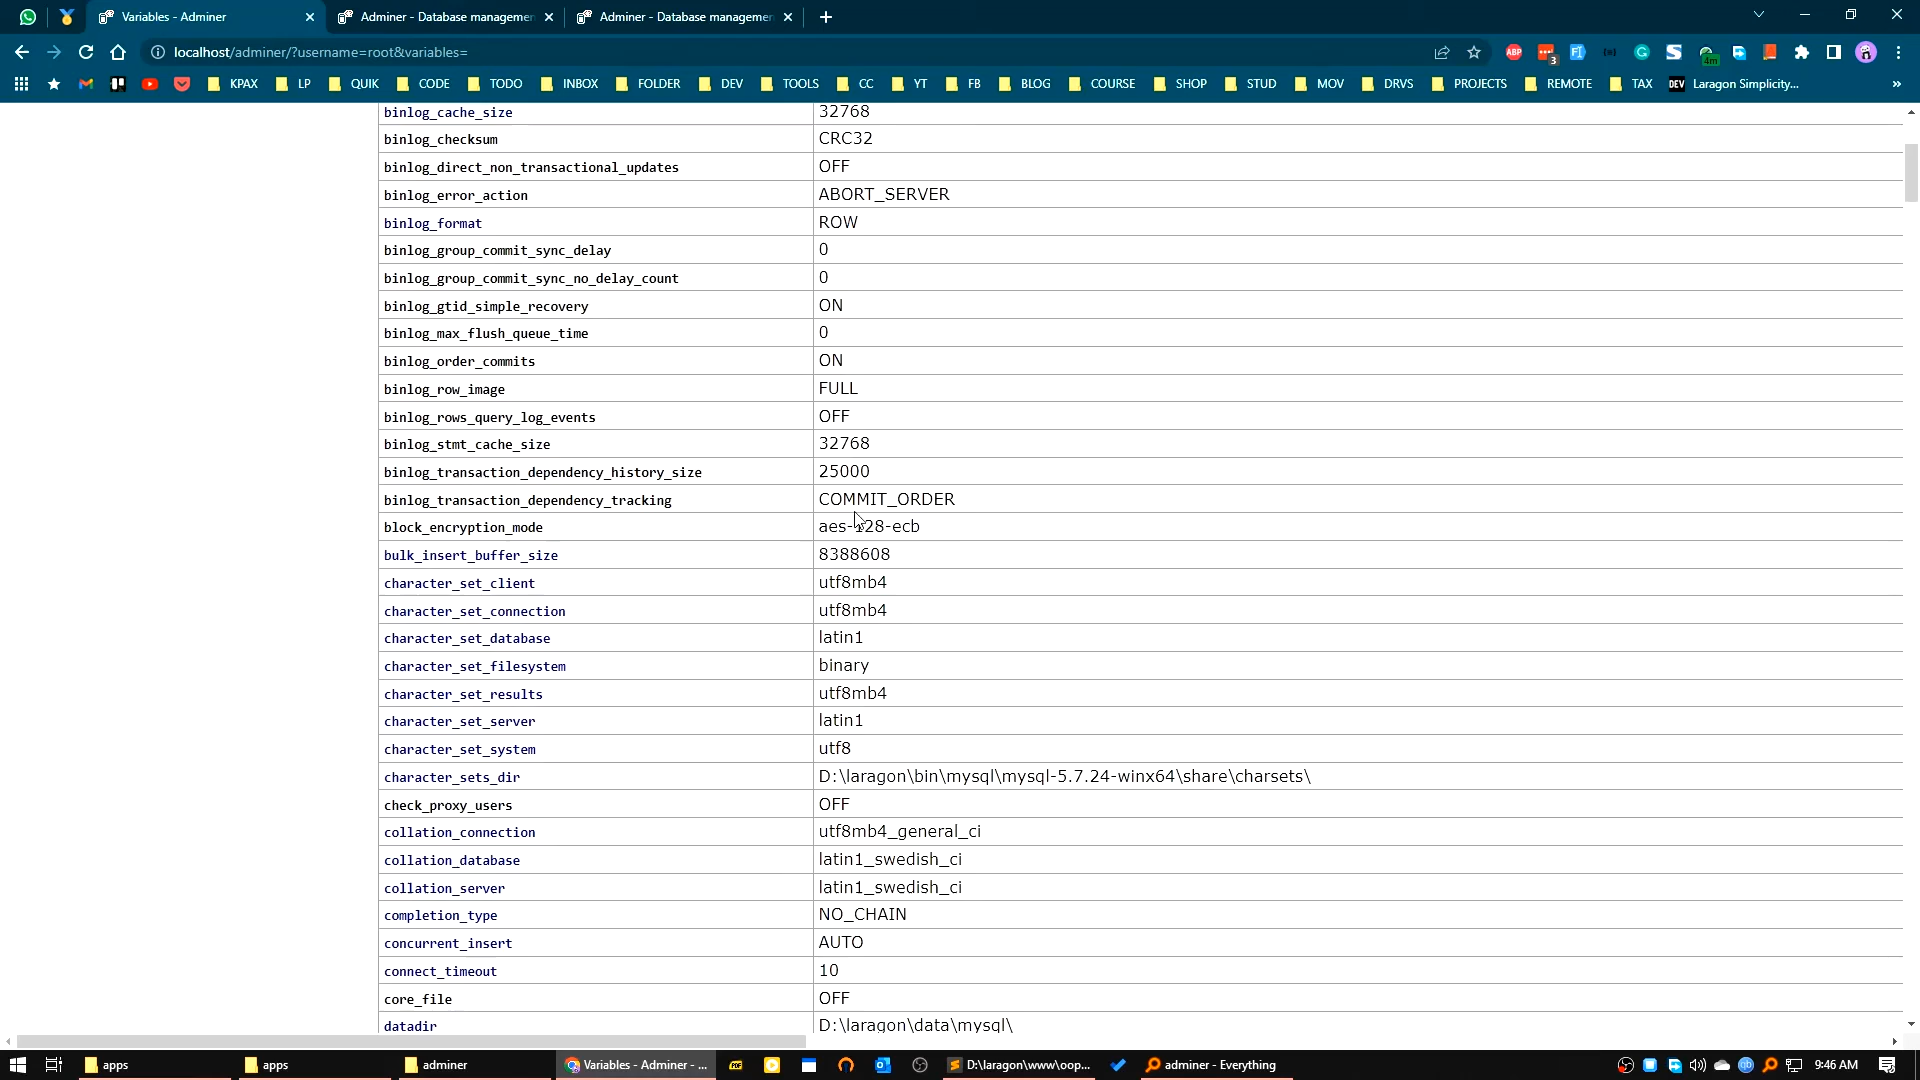 Variables - Adminer
Adminer - Database managemen
Adminer - Database managemen
localhost/adminer/?username=root&variables=
ABP
3
4m
KPAX
LP
QUIK
CODE
TODO
INBOX
FOLDER
DEV
TOOLS
CC
YT
FB
BLOG
COURSE
SHOP
STUD
MOV
DRVS
PROJECTS
REMOTE
TAX
DEV
Laragon Simplicity...
binlog_cache_size 32768
binlog_checksum CRC32
binlog_direct_non_transactional_updates OFF
binlog_error_action ABORT_SERVER
binlog_format ROW
binlog_group_commit_sync_delay 0
binlog_group_commit_sync_no_delay_count 0
binlog_gtid_simple_recovery ON
binlog_max_flush_queue_time 0
binlog_order_commits ON
binlog_row_image FULL
binlog_rows_query_log_events OFF
binlog_stmt_cache_size 32768
binlog_transaction_dependency_history_size 25000
binlog_transaction_dependency_tracking COMMIT_ORDER
block_encryption_mode aes-128-ecb
bulk_insert_buffer_size 8388608
character_set_client utf8mb4
character_set_connection utf8mb4
character_set_database latin1
character_set_filesystem binary
character_set_results utf8mb4
character_set_server latin1
character_set_system utf8
character_sets_dir D:\laragon\bin\mysql\mysql-5.7.24-winx64\share\charsets\
check_proxy_users OFF
collation_connection utf8mb4_general_ci
collation_database latin1_swedish_ci
collation_server latin1_swedish_ci
completion_type NO_CHAIN
concurrent_insert AUTO
connect_timeout 10
core_file OFF
datadir D:\laragon\data\mysql\
apps
apps
adminer
Variables - Adminer - ...
D:\laragon\www\oop...
adminer - Everything
9:46 AM